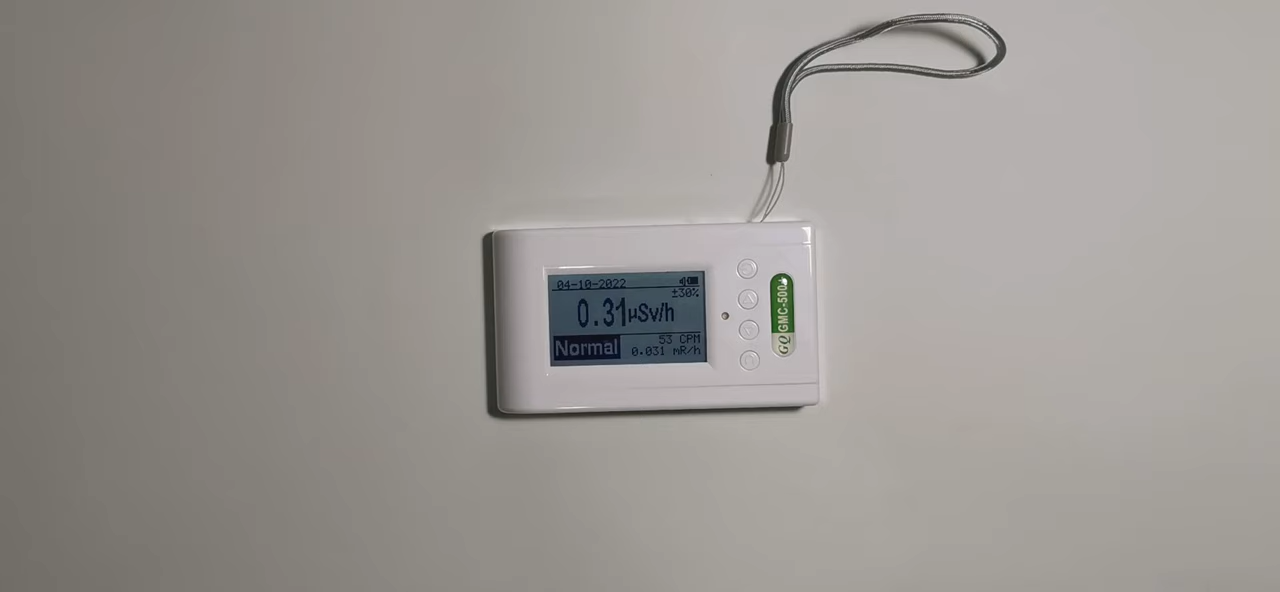 04-10-2022
±30%
0.31µSv/h
Normal
53 CPM
0.031 mR/h
GQ GMC-500+